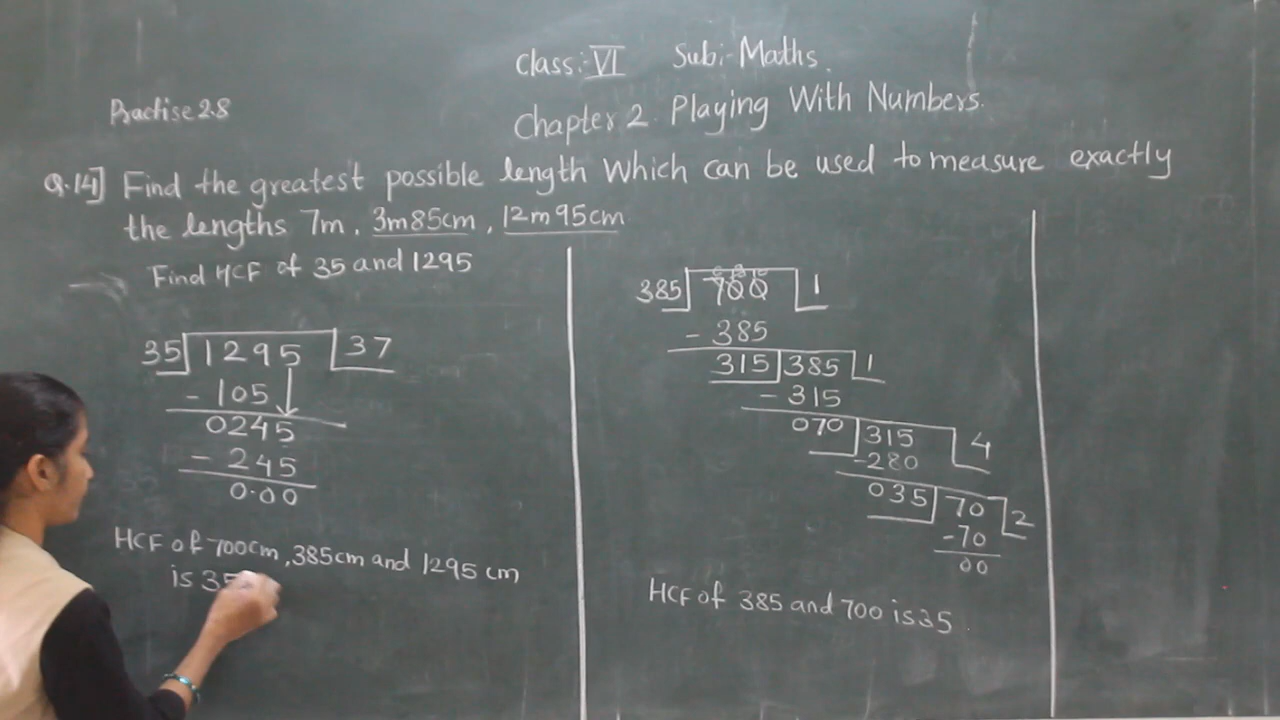 Class:- VI Sub:- Maths.
Practise 2.8
Chapter 2. Playing With Numbers.
Q.14] Find the greatest possible length which can be used to measure exactly
the lengths 7m, 3m85cm, 12m95cm
Find HCF of 35 and 1295
35 1295 37
- 105
0245
- 245
0.00
HCF of 700cm, 385cm and 1295 cm
is 35
385 700 1
- 385
315 385 1
- 315
070 315 4
-280
035 70 2
-70
00
HCF of 385 and 700 is 35.